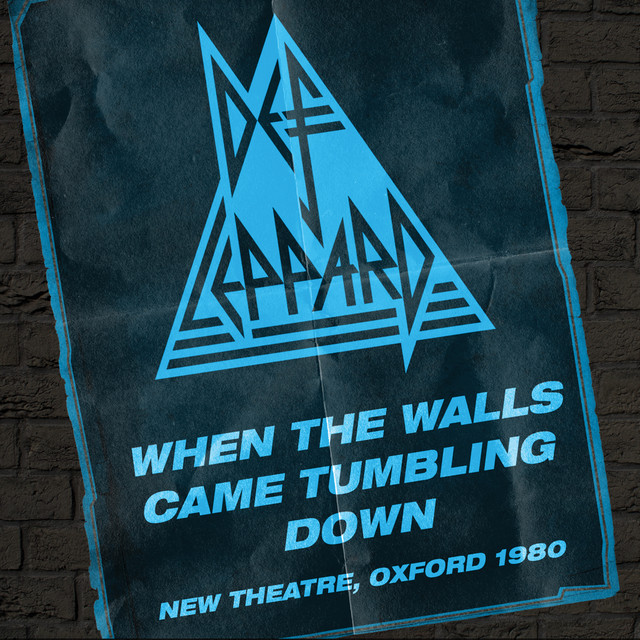 DEF
LEPPARD
WHEN THE WALLS
CAME TUMBLING
DOWN
NEW THEATRE, OXFORD 1980